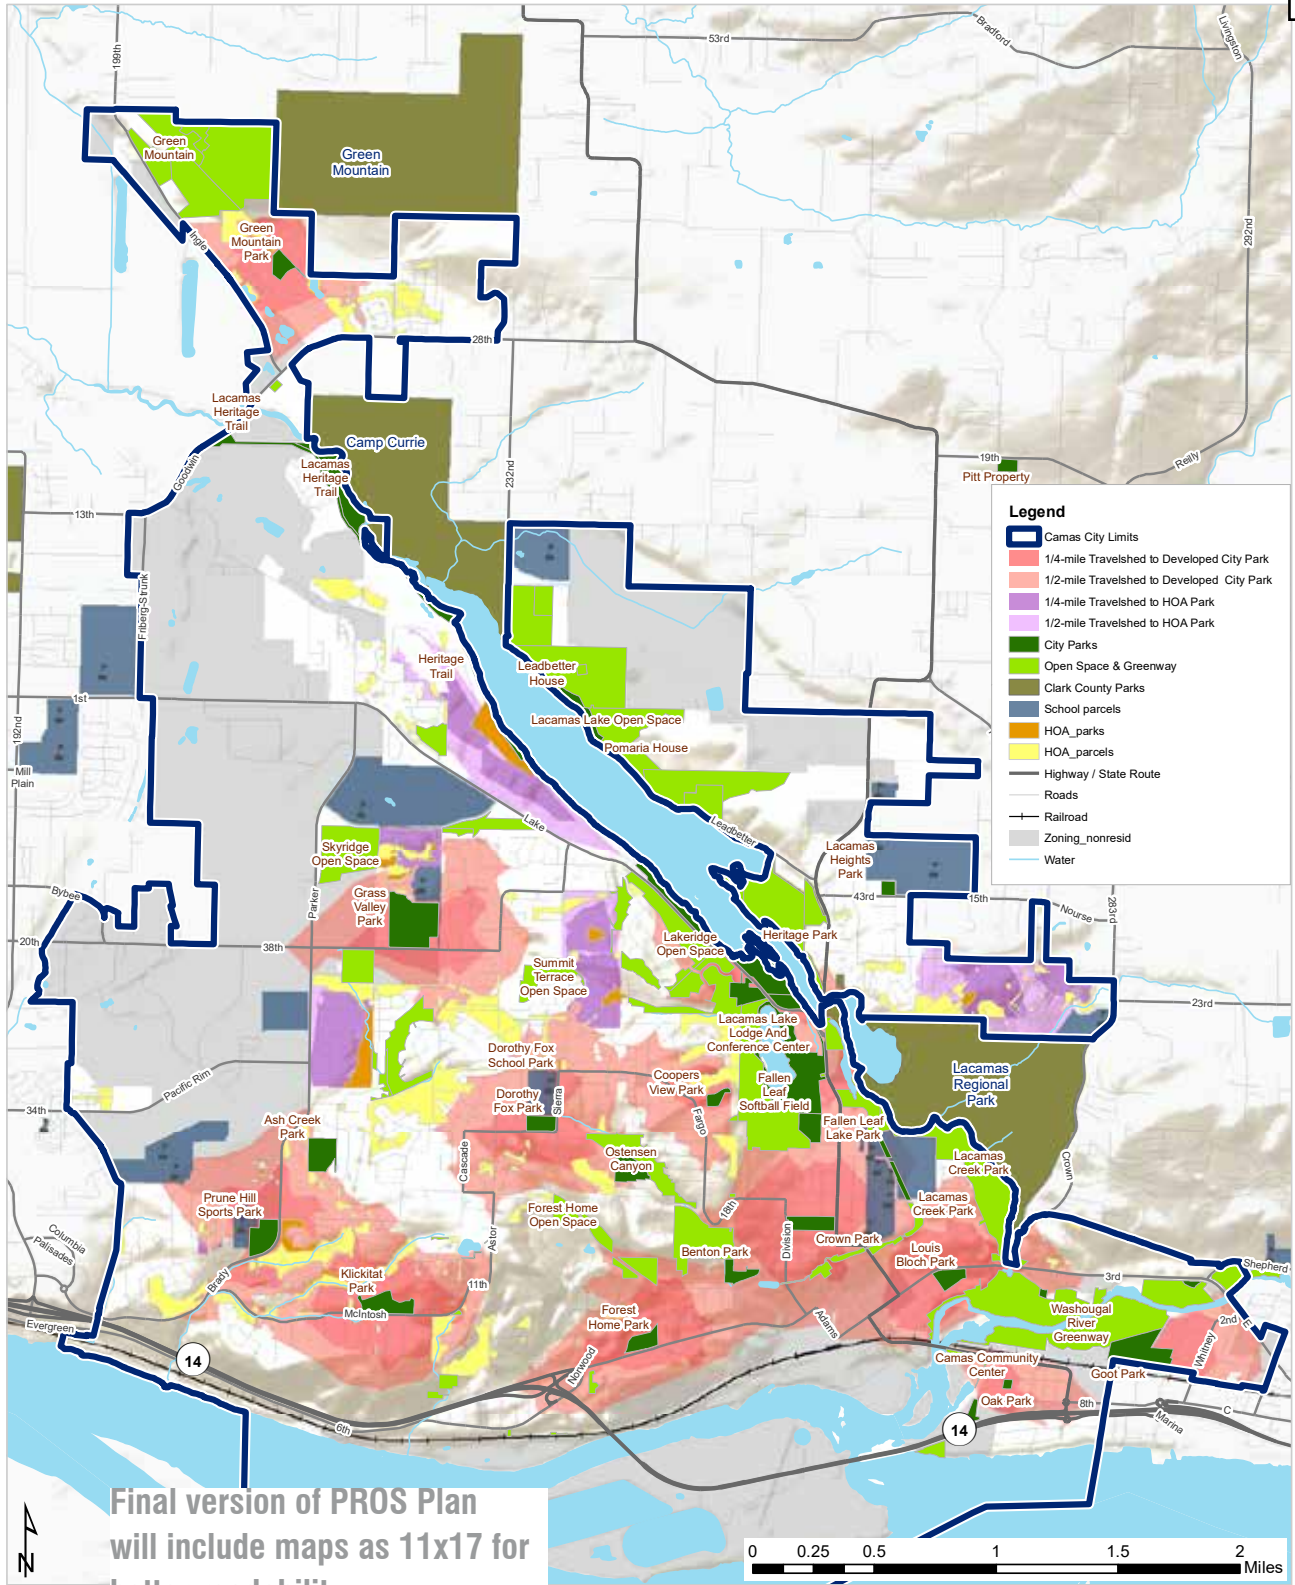 53rd
Bradford
Livingston
199th
Green
Mountain
Green
Mountain
292nd
Green
Mountain
Park
Ingle
28th
Lacamas
Heritage
Trail
Camp Currie
Lacamas
Heritage
Trail
Goodwin
232nd
19th
Reilly
Pitt Property
13th
Friberg-Strunk
Legend
Camas City Limits
1/4-mile Travelshed to Developed City Park
1/2-mile Travelshed to Developed City Park
1/4-mile Travelshed to HOA Park
1/2-mile Travelshed to HOA Park
City Parks
Open Space & Greenway
Clark County Parks
School parcels
HOA_parks
HOA_parcels
Highway / State Route
Roads
Railroad
Zoning_nonresid
Water
Heritage
Trail
Leadbetter
House
1st
192nd
Lacamas Lake Open Space
Pomaria House
Mill
Plain
Lake
Leadbetter
Skyridge
Open Space
Lacamas
Heights
Park
Bybee
Parker
Grass
Valley
Park
43rd
15th
Nourse
283rd
20th
38th
Lakeridge
Open Space
Heritage Park
Summit
Terrace
Open Space
23rd
Lacamas Lake
Lodge And
Conference Center
Dorothy Fox
School Park
Pacific Rim
Coopers
View Park
Fallen
Leaf
Softball Field
Lacamas
Regional
Park
Dorothy
Fox Park
Sierra
34th
Fargo
Ash Creek
Park
Fallen Leaf
Lake Park
Cascade
Ostensen
Canyon
Lacamas
Creek Park
Crown
Prune Hill
Sports Park
Forest Home
Open Space
18th
Lacamas
Creek Park
Columbia
Palisades
Astor
Benton Park
Division
Crown Park
Louis
Bloch Park
Shepherd
Brady
Klickitat
Park
11th
3rd
McIntosh
Forest
Home Park
Adams
Washougal
River
Greenway
2nd
E
Evergreen
Whitney
14
Norwood
Camas Community
Center
Goot Park
Oak Park
8th
C
Marina
6th
14
Final version of PROS Plan
will include maps as 11x17 for
N
0 0.25 0.5 1 1.5 2
Miles